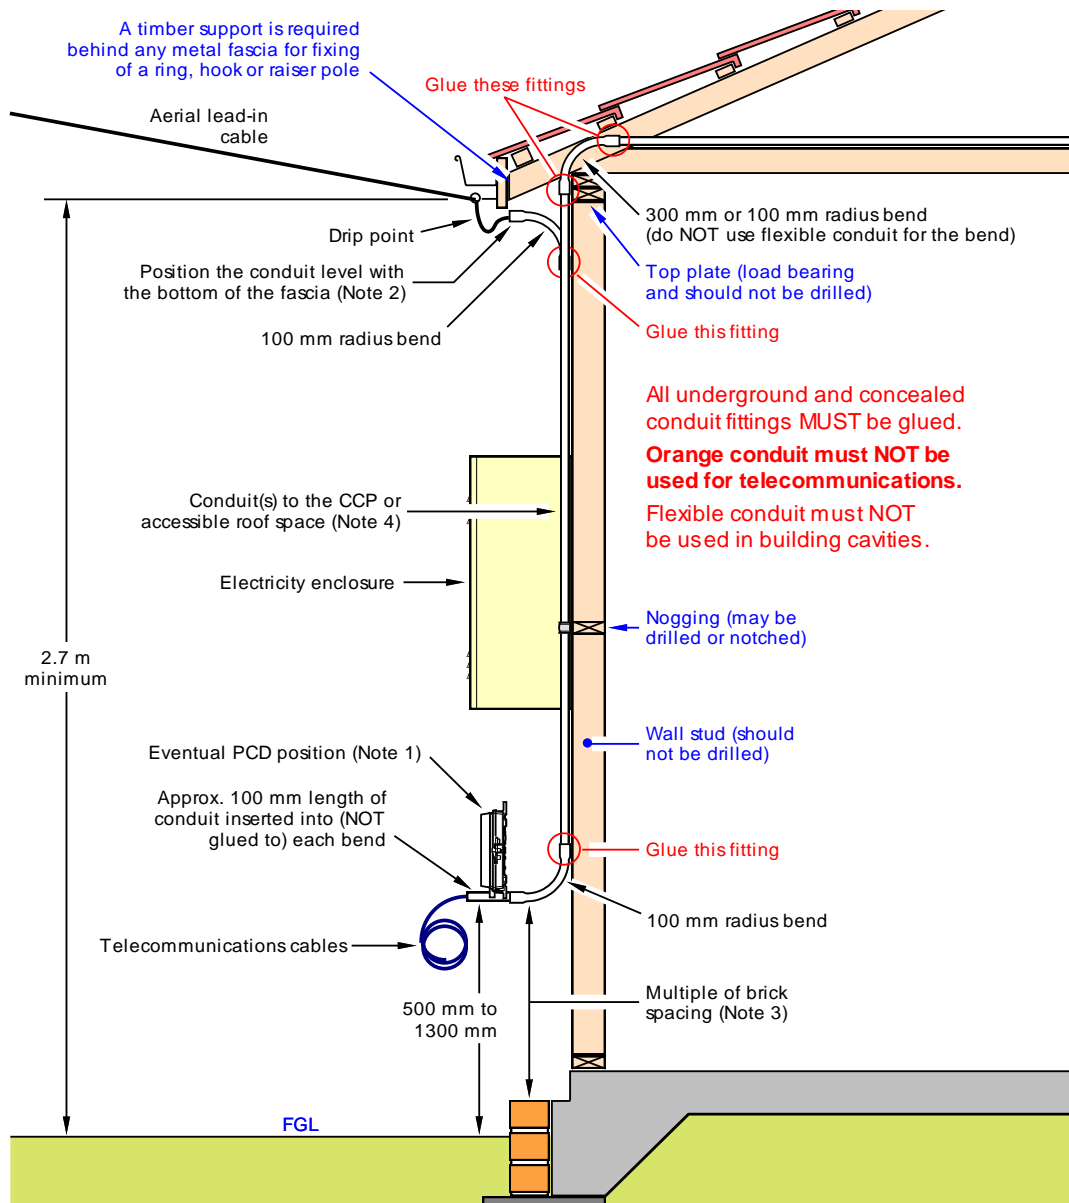 A timber support is required
behind any metal fascia for fixing
of a ring, hook or raiser pole
Glue these fittings
Aerial lead-in
cable
300 mm or 100 mm radius bend
(do NOT use flexible conduit for the bend)
Drip point
Position the conduit level with
the bottom of the fascia (Note 2)
Top plate (load bearing
and should not be drilled)
100 mm radius bend
Glue this fitting
All underground and concealed
conduit fittings MUST be glued.
Orange conduit must NOT be
used for telecommunications.
Flexible conduit must NOT
be used in building cavities.
Conduit(s) to the CCP or
accessible roof space (Note 4)
Electricity enclosure
Nogging (may be
drilled or notched)
2.7 m
minimum
Wall stud (should
not be drilled)
Eventual PCD position (Note 1)
Approx. 100 mm length of
conduit inserted into (NOT
glued to) each bend
Glue this fitting
100 mm radius bend
Telecommunications cables
500 mm to
1300 mm
Multiple of brick
spacing (Note 3)
FGL